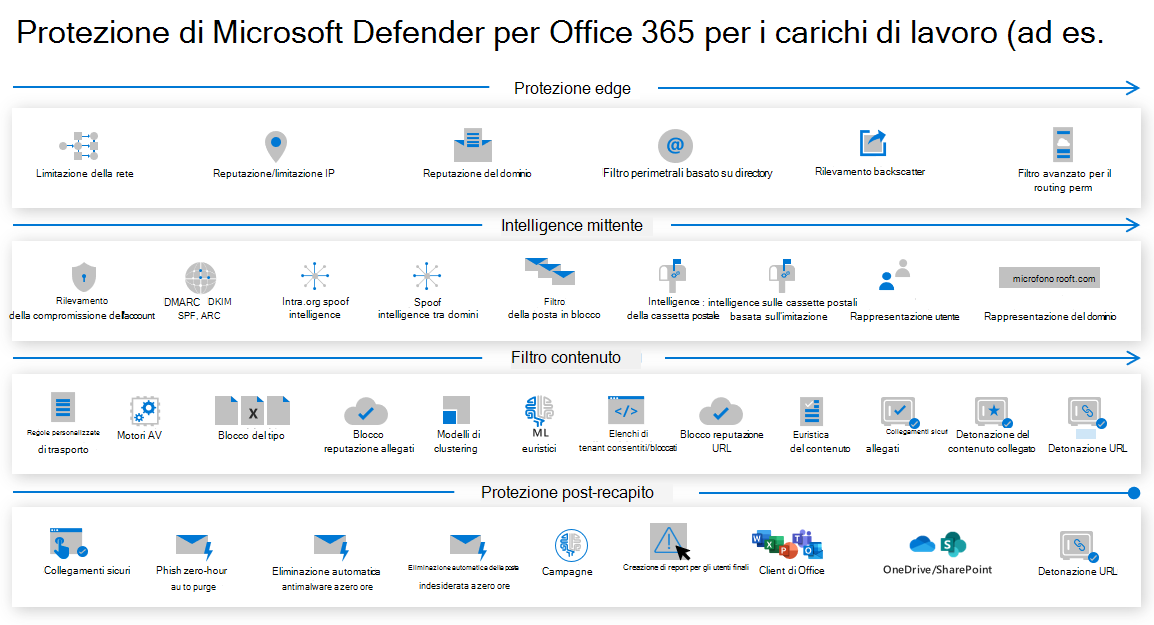 Protezione di Microsoft Defender per Office 365 per i carichi di lavoro (ad es.
Protezione edge
Limitazione della rete
Reputazione/limitazione IP
Reputazione del dominio
@
Filtro perimetrali basato su directory
Rilevamento backscatter
Filtro avanzato per il
routing perm
Intelligence mittente
Rilevamento
della compromissione dell'account
DMARC DKIM
SPF, ARC
Intra.org spoof
intelligence
Spoof
intelligence tra domini
Filtro
della posta in blocco
Intelligence
della cassetta postale
: intelligence sulle cassette postali
basata sull'imitazione
Rappresentazione utente
microfono rooft.com
Rappresentazione del dominio
Filtro contenuto
Regole personalizzate
di trasporto
Motori AV
X
Blocco del tipo
Blocco
reputazione allegati
Modelli di
clustering
ML
euristici
</>
Elenchi di
tenant consentiti/bloccati
Blocco reputazione
URL
Euristica
del contenuto
Collegamenti sicuri
allegati
Detonazione del
contenuto collegato
Detonazione URL
Protezione post-recapito
Collegamenti sicuri
Phish zero-hour
auto purge
Eliminazione automatica
antimalware a zero ore
Eliminazione automatica della posta
indesiderata a zero ore
Campagne
Creazione di report per gli utenti finali
W X P T O
Client di Office
S
OneDrive/SharePoint
Detonazione URL